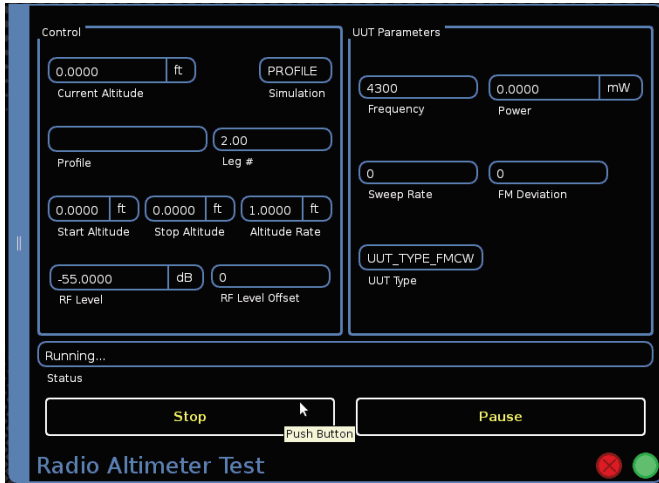 Control
0.0000 ft
PROFILE
Current Altitude
Simulation
2.00
Profile
Leg #
0.0000 ft
0.0000 ft
1.0000 ft
Start Altitude
Stop Altitude
Altitude Rate
-55.0000 dB
0
RF Level
RF Level Offset
UUT Parameters
4300
0.0000 mW
Frequency
Power
0
0
Sweep Rate
FM Deviation
UUT_TYPE_FMCW
UUT Type
Running...
Status
Stop
Pause
Push Button
Radio Altimeter Test